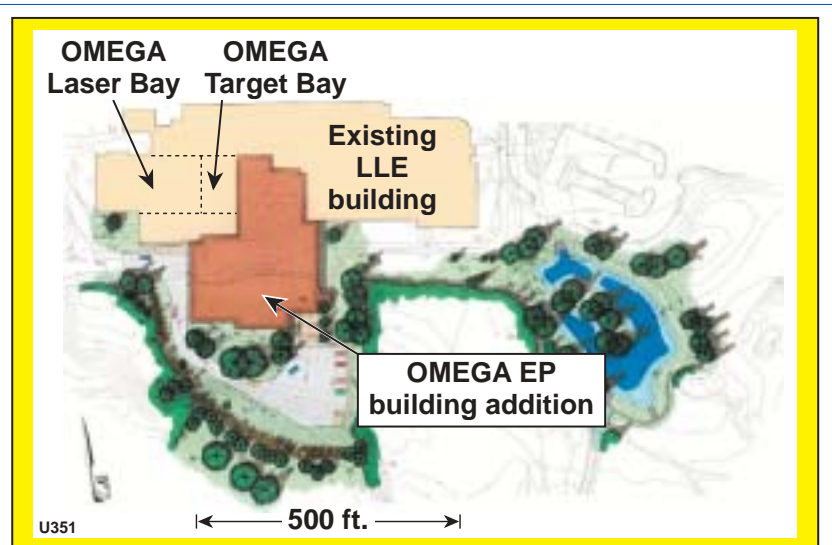 OMEGA
Laser Bay
OMEGA
Target Bay
Existing
LLE
building
OMEGA EP
building addition
500 ft.
U351